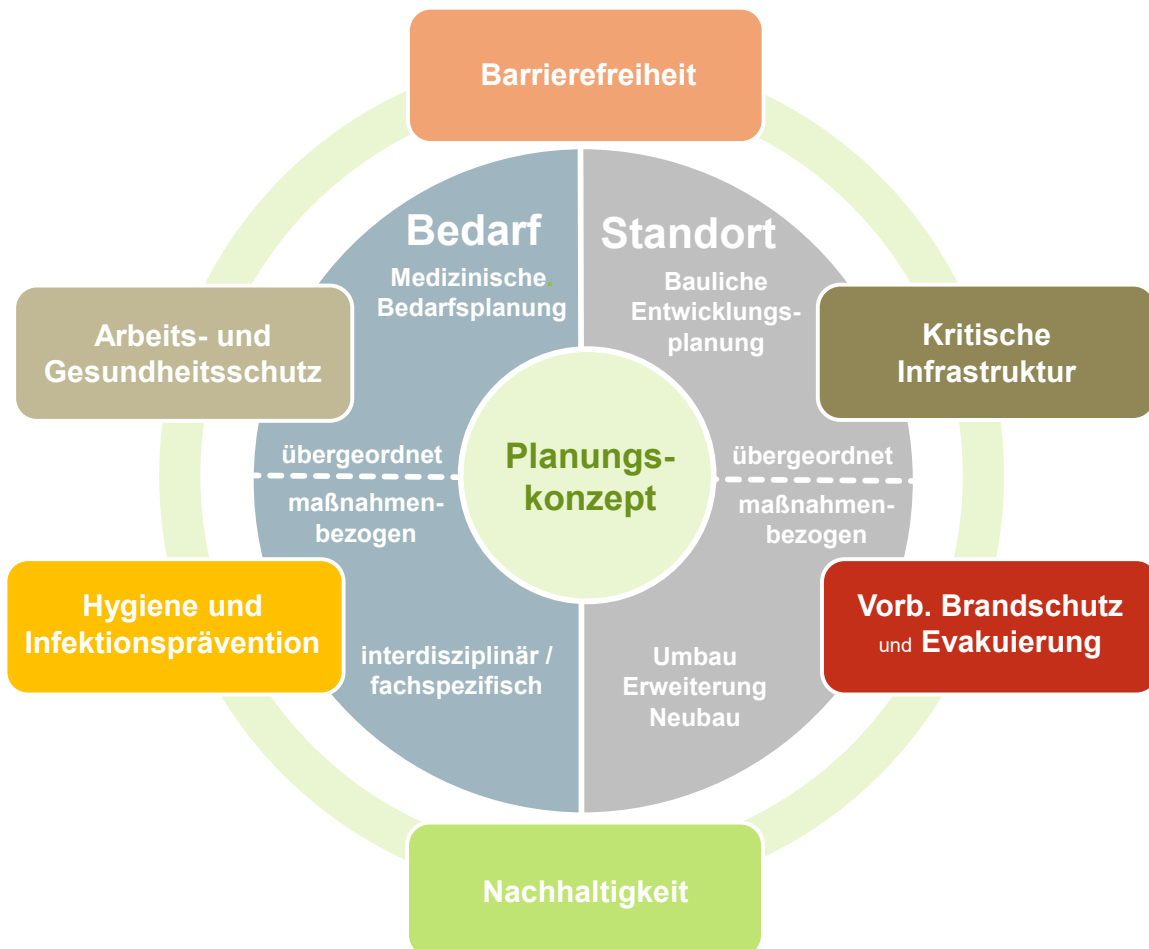 Barrierefreiheit
Bedarf
Medizinische.
Bedarfsplanung
Standort
Bauliche
Entwicklungs-
planung
Arbeits- und
Gesundheitsschutz
Kritische
Infrastruktur
Planungs-
konzept
übergeordnet
maßnahmen-
bezogen
übergeordnet
maßnahmen-
bezogen
Hygiene und
Infektionsprävention
Vorb. Brandschutz
und Evakuierung
interdisziplinär /
fachspezifisch
Umbau
Erweiterung
Neubau
Nachhaltigkeit